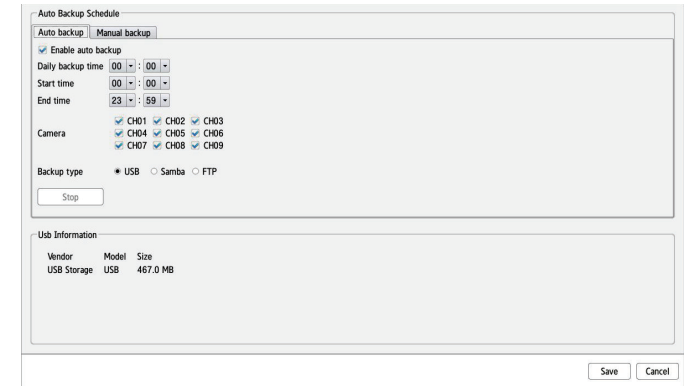 Auto Backup Schedule
Auto backup Manual backup
Enable auto backup
Daily backup time 00 : 00
Start time 00 : 00
End time 23 : 59
CH01 CH02 CH03
Camera CH04 CH05 CH06
CH07 CH08 CH09
Backup type USB Samba FTP
Stop
Usb Information
Vendor Model Size
USB Storage USB 467.0 MB
Save Cancel